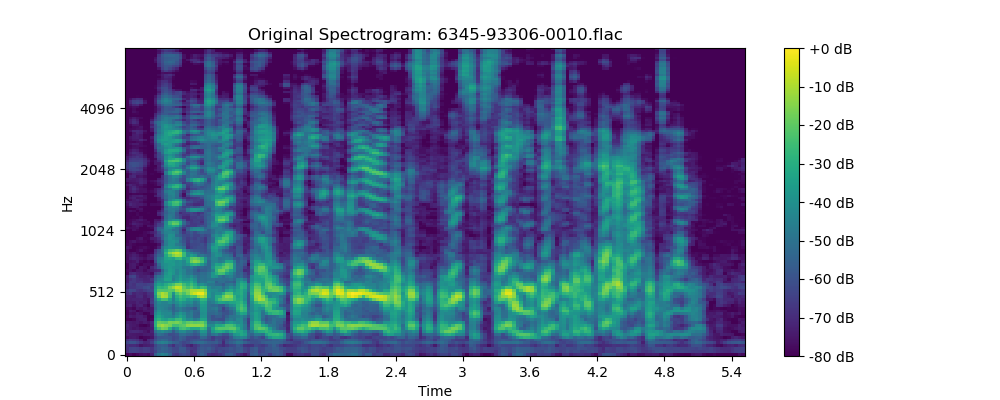 Original Spectrogram: 6345-93306-0010.flac
Hz
4096
2048
1024
512
0
0 0.6 1.2 1.8 2.4 3 3.6 4.2 4.8 5.4
Time
+0 dB
-10 dB
-20 dB
-30 dB
-40 dB
-50 dB
-60 dB
-70 dB
-80 dB